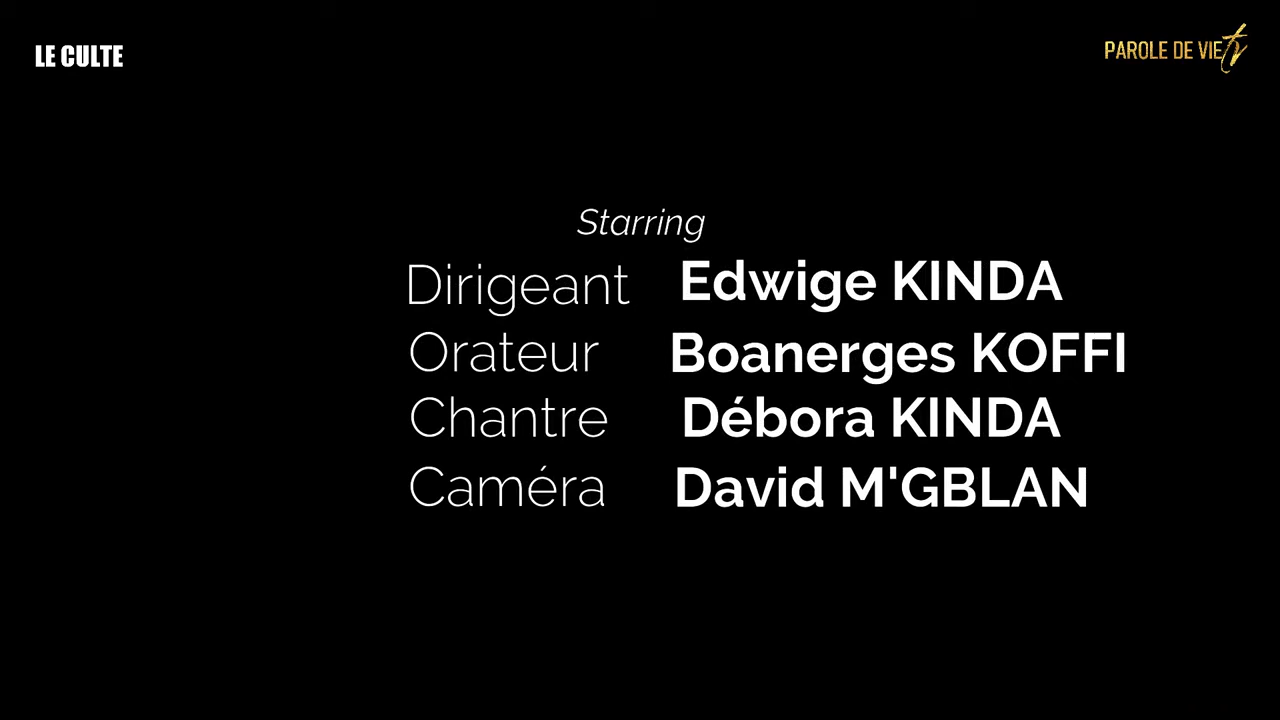 LE CULTE
PAROLE DE VIE tv
Starring
Dirigeant Edwige KINDA
Orateur Boanerges KOFFI
Chantre Débora KINDA
Caméra David M'GBLAN